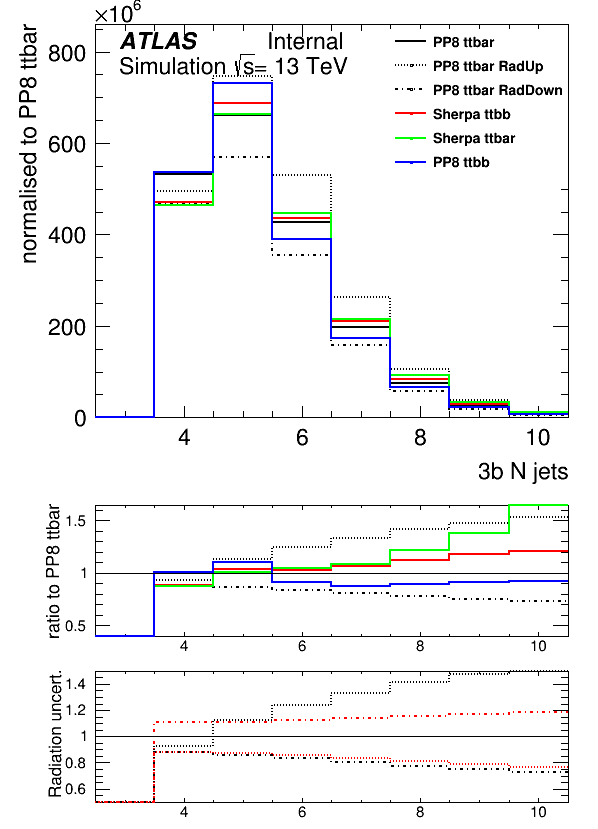 ×10⁶
ATLAS Internal
Simulation √s= 13 TeV
PP8 ttbar
PP8 ttbar RadUp
PP8 ttbar RadDown
Sherpa ttbb
Sherpa ttbar
PP8 ttbb
normalised to PP8 ttbar
800
600
400
200
0
4 6 8 10
3b N jets
ratio to PP8 ttbar
1.5
1
0.5
4 6 8 10
Radiation uncert.
1.4
1.2
1
0.8
0.6
4 6 8 10